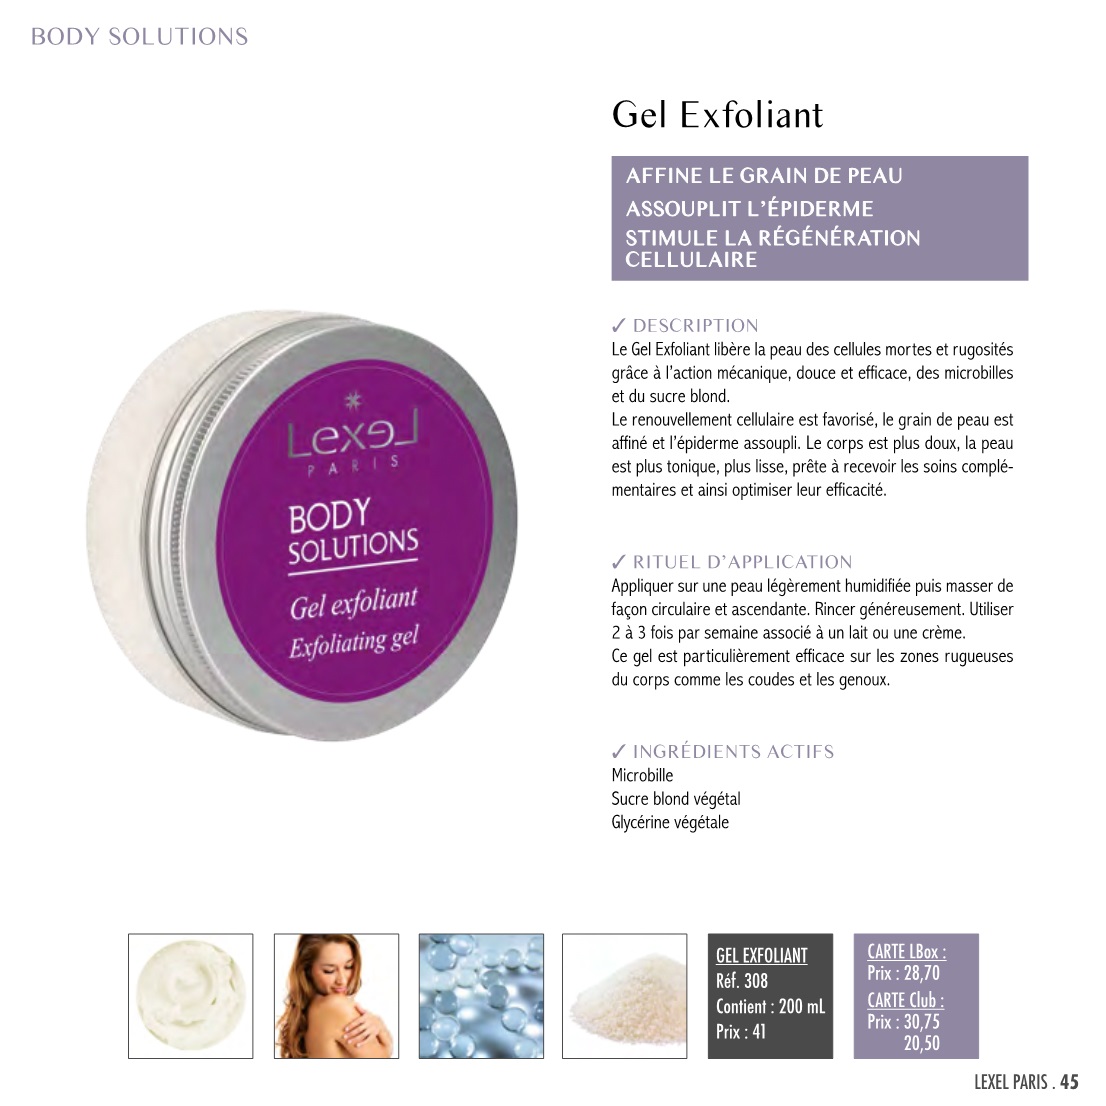 BODY SOLUTIONS
Gel Exfoliant
AFFINE LE GRAIN DE PEAU
ASSOUPLIT L'ÉPIDERME
STIMULE LA RÉGÉNÉRATION
CELLULAIRE
Lexel
PARIS
BODY
SOLUTIONS
Gel exfoliant
Exfoliating gel
✓ DESCRIPTION
Le Gel Exfoliant libère la peau des cellules mortes et rugosités
grâce à l'action mécanique, douce et efficace, des microbilles
et du sucre blond.
Le renouvellement cellulaire est favorisé, le grain de peau est
affiné et l'épiderme assoupli. Le corps est plus doux, la peau
est plus tonique, plus lisse, prête à recevoir les soins complé-
mentaires et ainsi optimiser leur efficacité.
✓ RITUEL D'APPLICATION
Appliquer sur une peau légèrement humidifiée puis masser de
façon circulaire et ascendante. Rincer généreusement. Utiliser
2 à 3 fois par semaine associé à un lait ou une crème.
Ce gel est particulièrement efficace sur les zones rugueuses
du corps comme les coudes et les genoux.
✓ INGRÉDIENTS ACTIFS
Microbille
Sucre blond végétal
Glycérine végétale
GEL EXFOLIANT
Réf. 308
Contient : 200 mL
Prix : 41
CARTE LBox :
Prix : 28,70
CARTE Club :
Prix : 30,75
20,50
LEXEL PARIS . 45